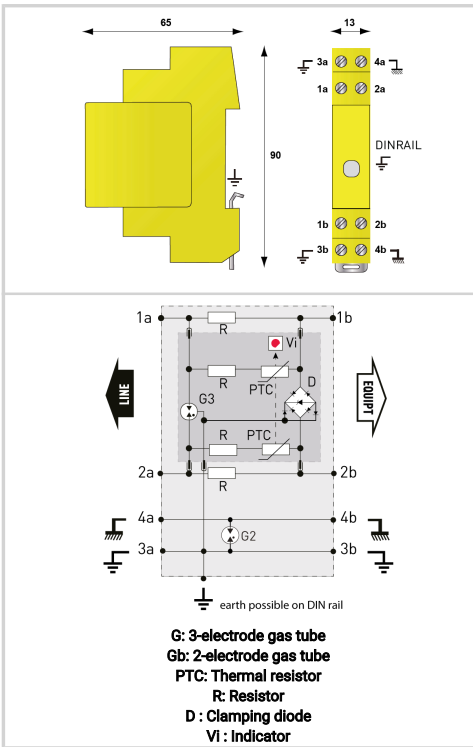 65
13
3a 4a
1a 2a
90
DINRAIL
1b 2b
3b 4b
1a R 1b
Vi
LINE
G3
R
PTC
D
EQUIPT
R PTC
2a R 2b
4a 4b
G2
3a 3b
earth possible on DIN rail
G: 3-electrode gas tube
Gb: 2-electrode gas tube
PTC: Thermal resistor
R: Resistor
D : Clamping diode
Vi : Indicator